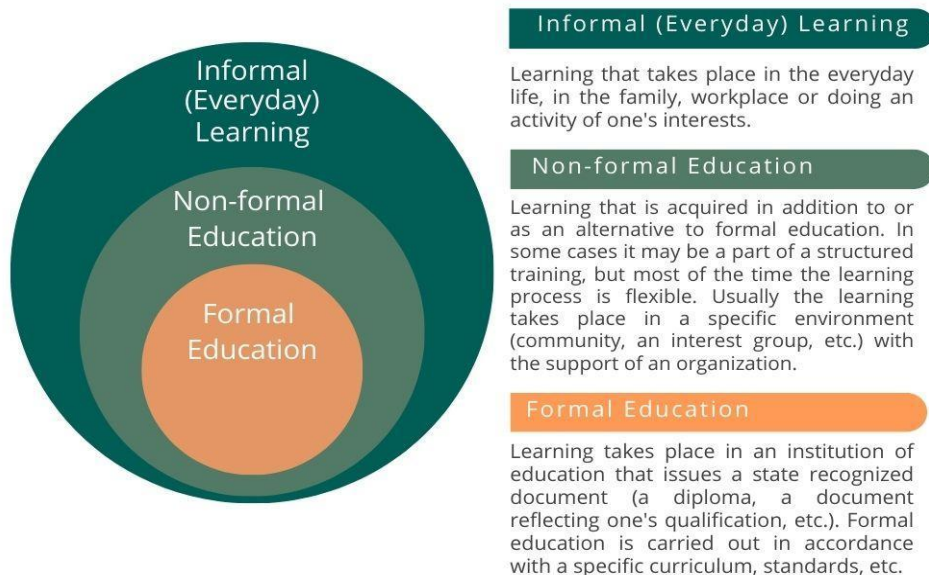 Informal
(Everyday)
Learning
Non-formal
Education
Formal
Education
Informal (Everyday) Learning
Learning that takes place in the everyday
life, in the family, workplace or doing an
activity of one's interests.
Non-formal Education
Learning that is acquired in addition to or
as an alternative to formal education. In
some cases it may be a part of a structured
training, but most of the time the learning
process is flexible. Usually the learning
takes place in a specific environment
(community, an interest group, etc.) with
the support of an organization.
Formal Education
Learning takes place in an institution of
education that issues a state recognized
document (a diploma, a document
reflecting one's qualification, etc.). Formal
education is carried out in accordance
with a specific curriculum, standards, etc.